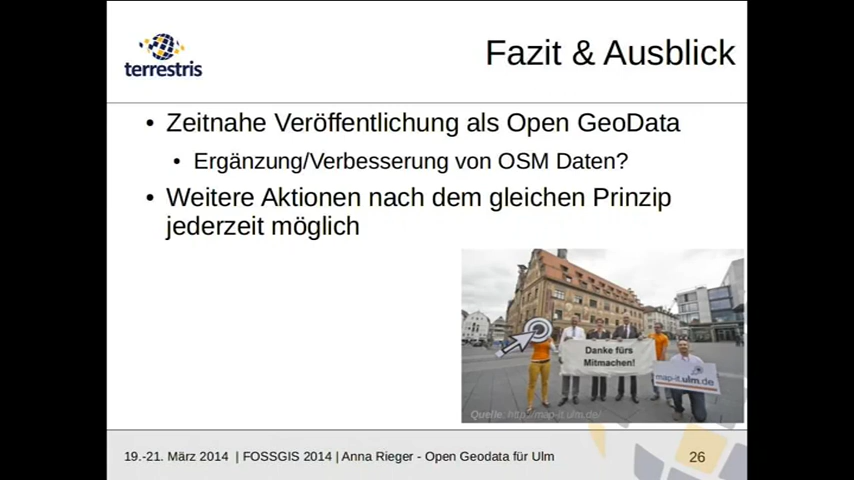 terrestris
Fazit & Ausblick
• Zeitnahe Veröffentlichung als Open GeoData
• Ergänzung/Verbesserung von OSM Daten?
• Weitere Aktionen nach dem gleichen Prinzip
jederzeit möglich
Danke fürs
Mitmachen!
map-it.ulm.de
Quelle: http://map-it.ulm.de/
19.-21. März 2014 | FOSSGIS 2014 | Anna Rieger - Open Geodata für Ulm
26